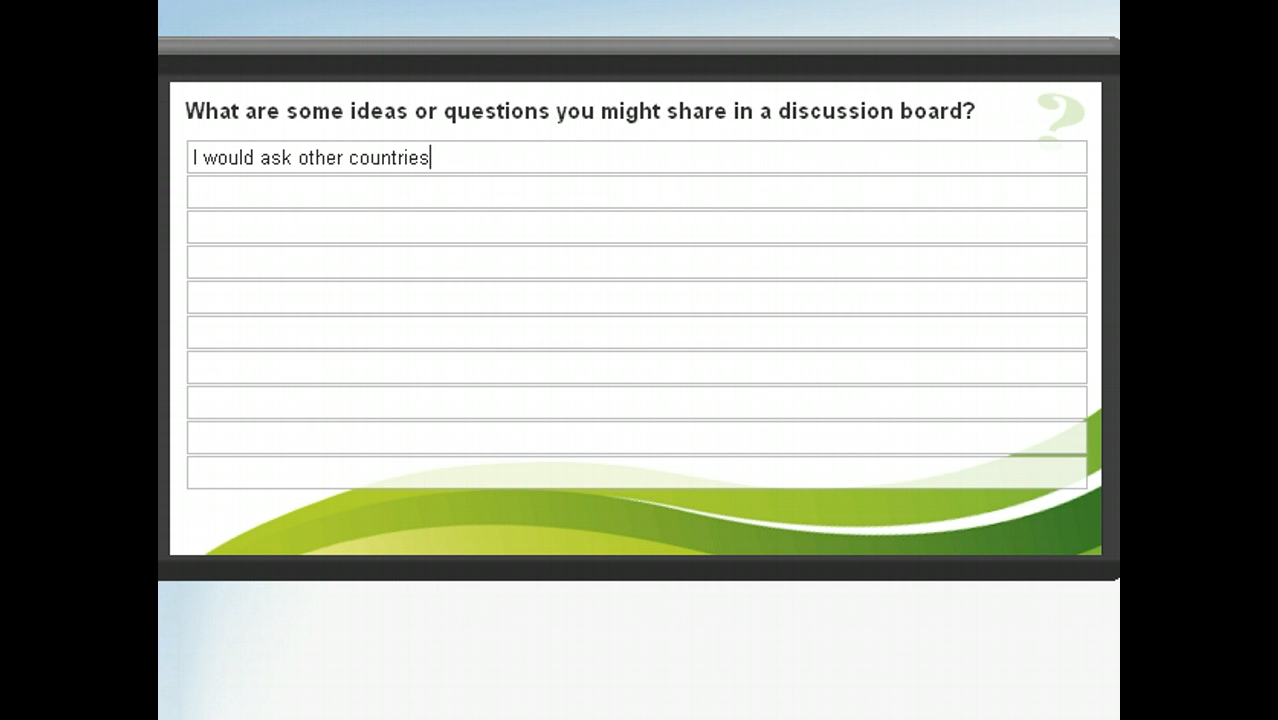 What are some ideas or questions you might share in a discussion board?
?
I would ask other countries